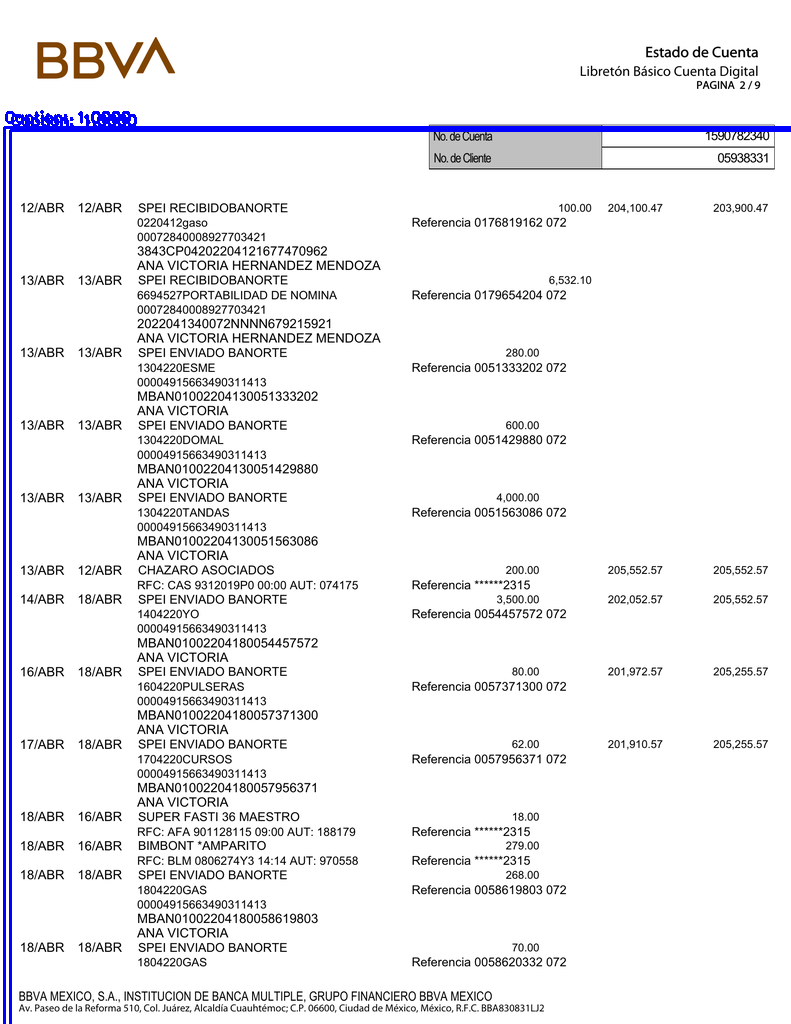 BBVA
Estado de Cuenta
Libretón Básico Cuenta Digital
PAGINA 2 / 9
No. de Cuenta 1590782340
No. de Cliente 05938331
12/ABR 12/ABR SPEI RECIBIDOBANORTE 100.00 204,100.47 203,900.47
0220412gaso Referencia 0176819162 072
00072840008927703421
3843CP04202204121677470962
ANA VICTORIA HERNANDEZ MENDOZA
13/ABR 13/ABR SPEI RECIBIDOBANORTE 6,532.10
6694527PORTABILIDAD DE NOMINA Referencia 0179654204 072
00072840008927703421
2022041340072NNNN679215921
ANA VICTORIA HERNANDEZ MENDOZA
13/ABR 13/ABR SPEI ENVIADO BANORTE 280.00
1304220ESME Referencia 0051333202 072
00004915663490311413
MBAN01002204130051333202
ANA VICTORIA
13/ABR 13/ABR SPEI ENVIADO BANORTE 600.00
1304220DOMAL Referencia 0051429880 072
00004915663490311413
MBAN01002204130051429880
ANA VICTORIA
13/ABR 13/ABR SPEI ENVIADO BANORTE 4,000.00
1304220TANDAS Referencia 0051563086 072
00004915663490311413
MBAN01002204130051563086
ANA VICTORIA
13/ABR 12/ABR CHAZARO ASOCIADOS 200.00 205,552.57 205,552.57
RFC: CAS 9312019P0 00:00 AUT: 074175 Referencia ******2315
14/ABR 18/ABR SPEI ENVIADO BANORTE 3,500.00 202,052.57 205,552.57
1404220YO Referencia 0054457572 072
00004915663490311413
MBAN01002204180054457572
ANA VICTORIA
16/ABR 18/ABR SPEI ENVIADO BANORTE 80.00 201,972.57 205,255.57
1604220PULSERAS Referencia 0057371300 072
00004915663490311413
MBAN01002204180057371300
ANA VICTORIA
17/ABR 18/ABR SPEI ENVIADO BANORTE 62.00 201,910.57 205,255.57
1704220CURSOS Referencia 0057956371 072
00004915663490311413
MBAN01002204180057956371
ANA VICTORIA
18/ABR 16/ABR SUPER FASTI 36 MAESTRO 18.00
RFC: AFA 901128115 09:00 AUT: 188179 Referencia ******2315
18/ABR 16/ABR BIMBONT *AMPARITO 279.00
RFC: BLM 0806274Y3 14:14 AUT: 970558 Referencia ******2315
18/ABR 18/ABR SPEI ENVIADO BANORTE 268.00
1804220GAS Referencia 0058619803 072
00004915663490311413
MBAN01002204180058619803
ANA VICTORIA
18/ABR 18/ABR SPEI ENVIADO BANORTE 70.00
1804220GAS Referencia 0058620332 072
BBVA MEXICO, S.A., INSTITUCION DE BANCA MULTIPLE, GRUPO FINANCIERO BBVA MEXICO
Av. Paseo de la Reforma 510, Col. Juárez, Alcaldía Cuauhtémoc; C.P. 06600, Ciudad de México, México, R.F.C. BBA830831LJ2